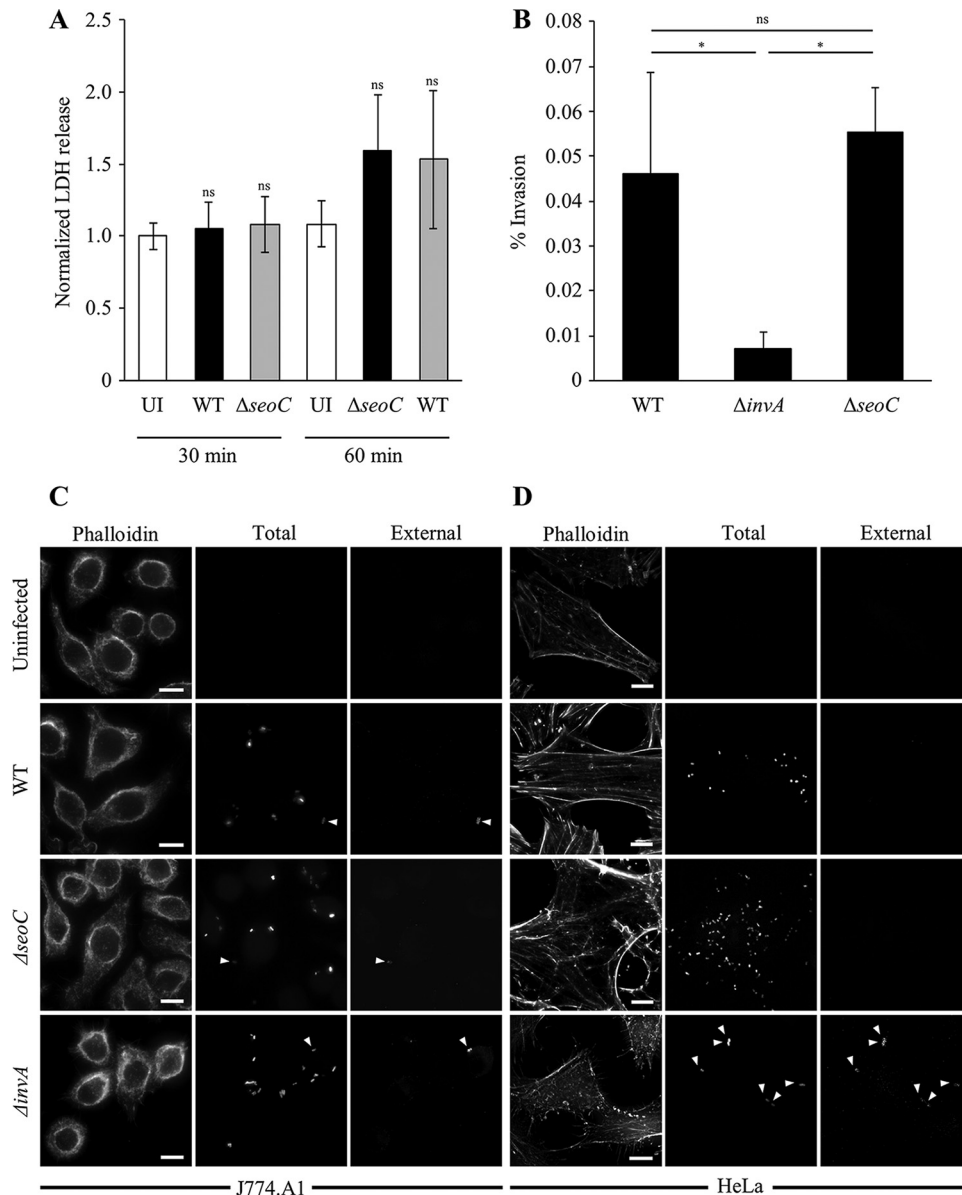 A
Normalized LDH release
2.5
2.0
1.5
1.0
0.5
0
ns
ns
ns
ns
UI
WT
ΔseoC
UI
ΔseoC
WT
30 min
60 min
B
% Invasion
0.08
0.07
0.06
0.05
0.04
0.03
0.02
0.01
0
ns
*
*
WT
ΔinvA
ΔseoC
C
Phalloidin
Total
External
D
Phalloidin
Total
External
Uninfected
WT
ΔseoC
ΔinvA
J774.A1
HeLa